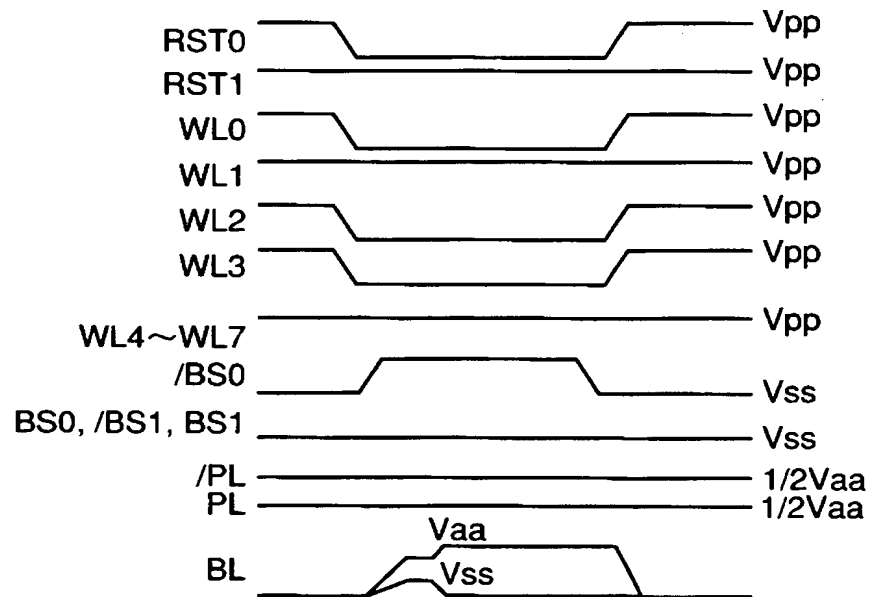 RST0 Vpp
RST1 Vpp
WL0 Vpp
WL1 Vpp
WL2 Vpp
WL3 Vpp
WL4~WL7 Vpp
/BS0 Vss
BS0, /BS1, BS1 Vss
/PL 1/2Vaa
PL 1/2Vaa
Vaa
BL Vss